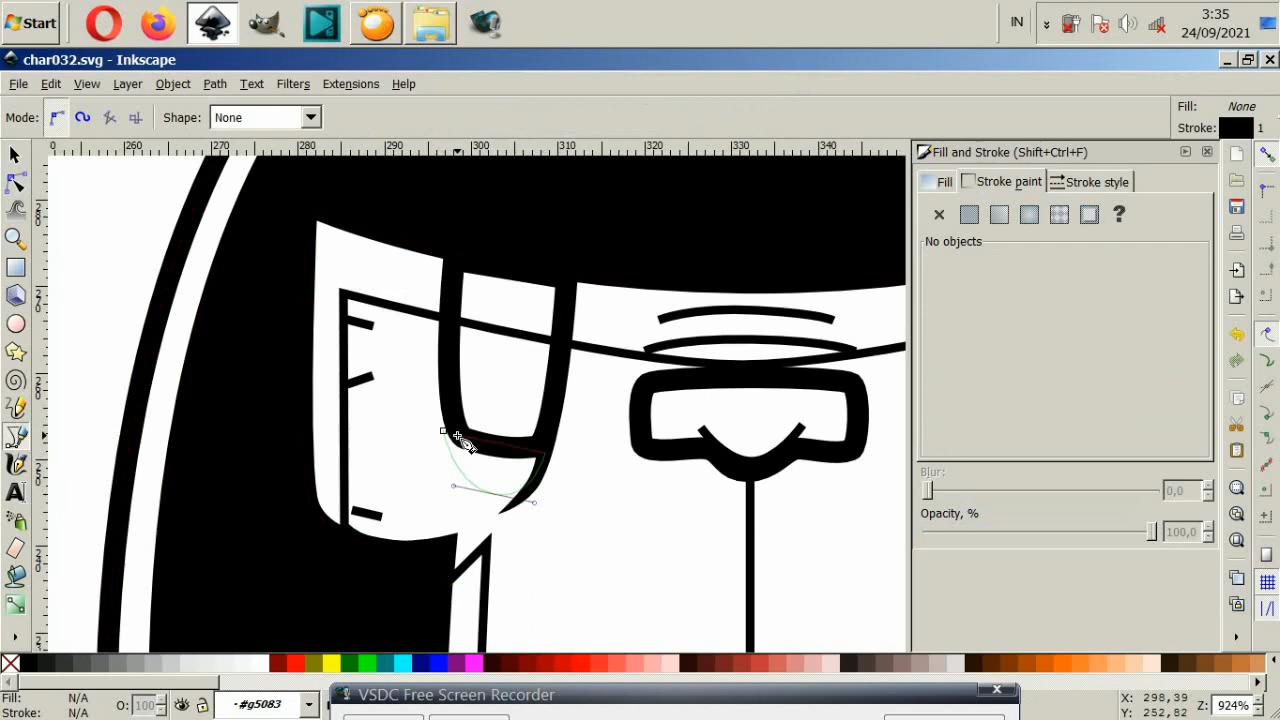 Start
IN
3:35
24/09/2021
char032.svg - Inkscape
File Edit View Layer Object Path Text Filters Extensions Help
Mode:
Shape:
None
Fill:
None
Stroke:
1
0 260 270 280 290 300 310 320 330 340
Fill and Stroke (Shift+Ctrl+F)
Fill
Stroke paint
Stroke style
?
No objects
Blur:
0,0
Opacity, %
100,0
Fill:
N/A
Stroke:
N/A
O:
100
-#g5083
VSDC Free Screen Recorder
X: 298,39
Y: 252,82
Z:
924%